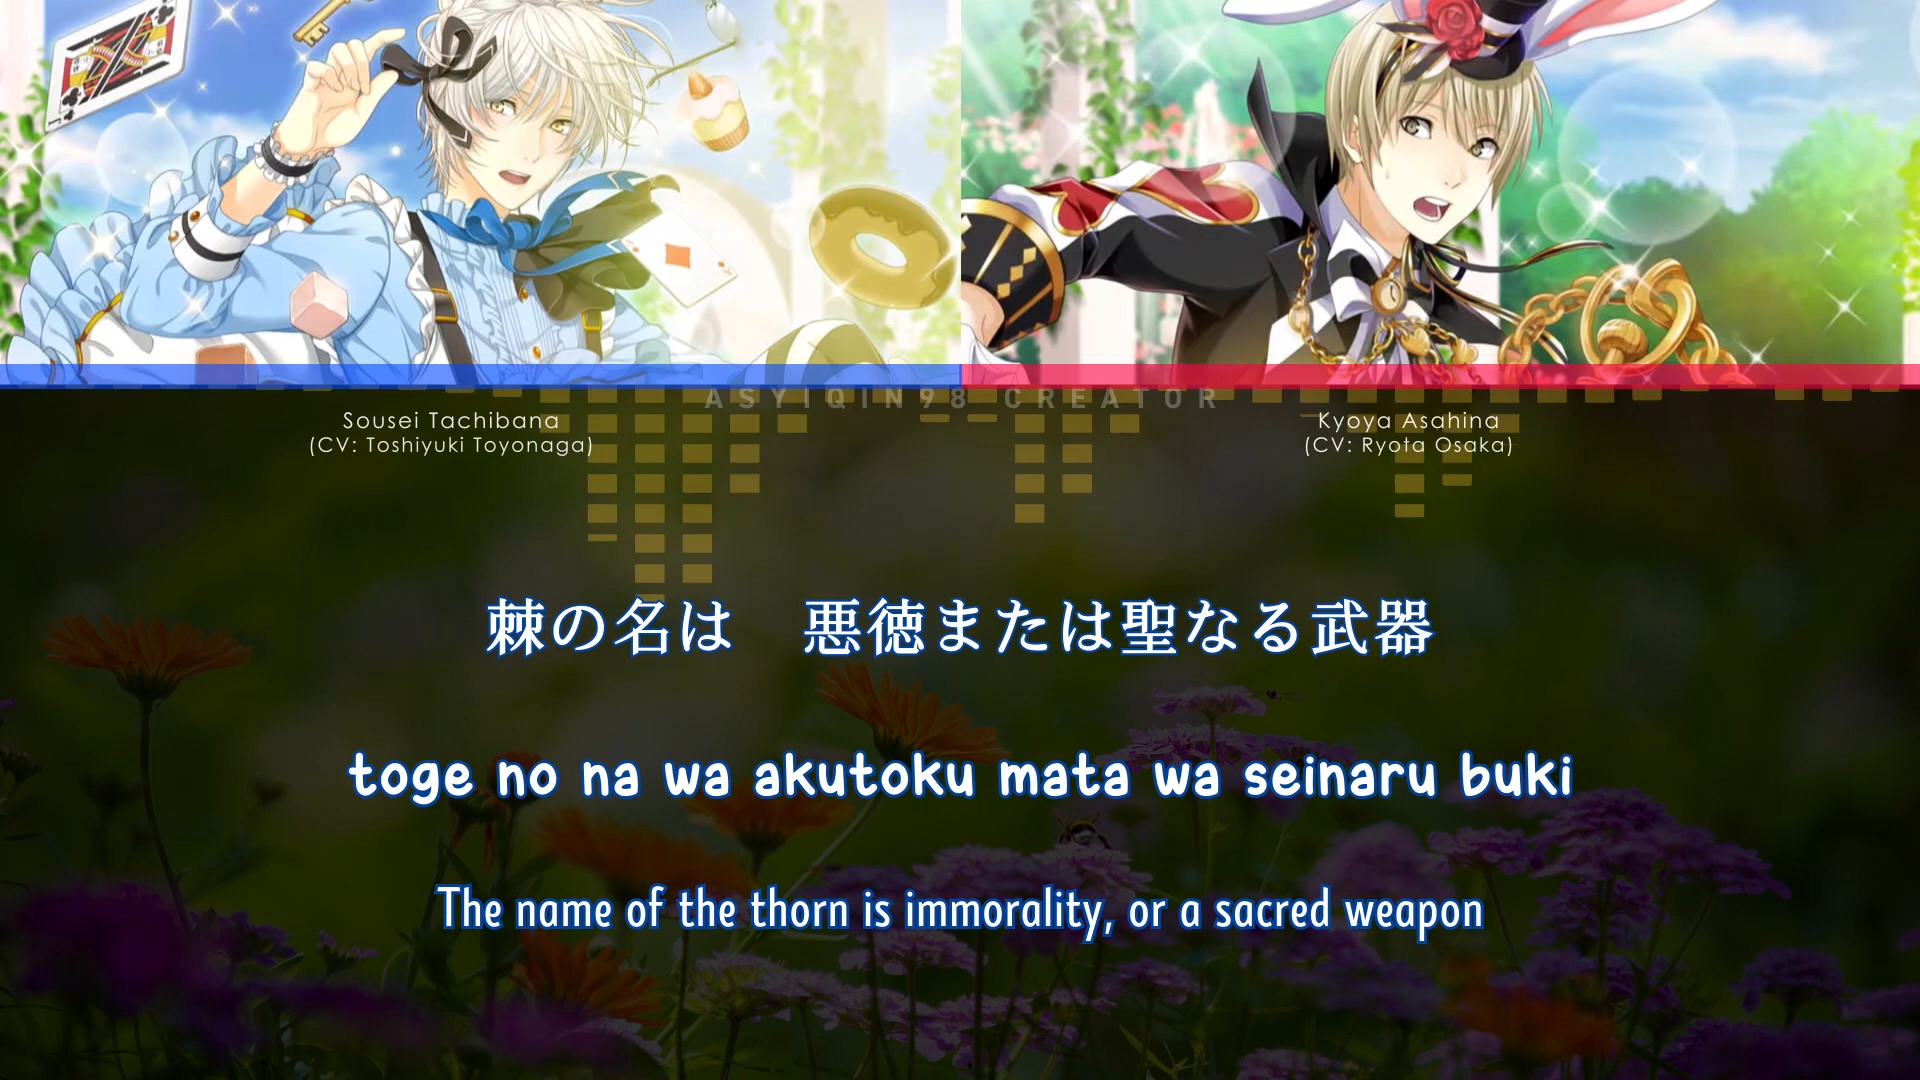 ASYIQIN98 CREATOR
Sousei Tachibana
(CV: Toshiyuki Toyonaga)
Kyoya Asahina
(CV: Ryota Osaka)
棘の名は　悪徳または聖なる武器
toge no na wa akutoku mata wa seinaru buki
The name of the thorn is immorality, or a sacred weapon